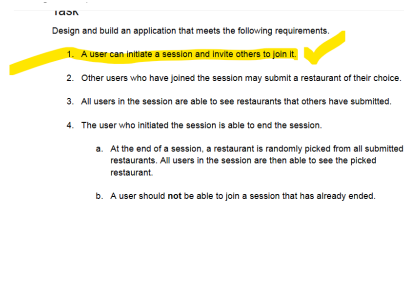 Task
Design and build an application that meets the following requirements.
1. A user can initiate a session and invite others to join it.
2. Other users who have joined the session may submit a restaurant of their choice.
3. All users in the session are able to see restaurants that others have submitted.
4. The user who initiated the session is able to end the session.
a. At the end of a session, a restaurant is randomly picked from all submitted
restaurants. All users in the session are then able to see the picked
restaurant.
b. A user should not be able to join a session that has already ended.